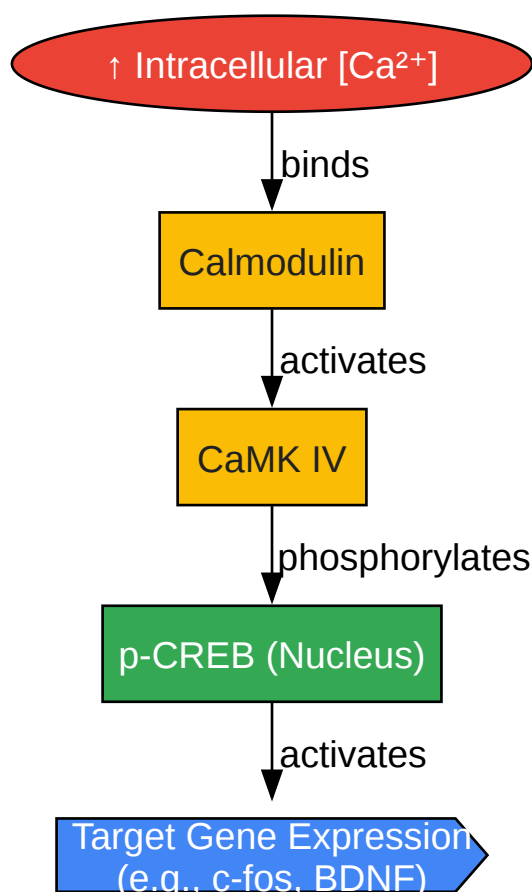 ↑ Intracellular [Ca²⁺]
binds
Calmodulin
activates
CaMK IV
phosphorylates
p-CREB (Nucleus)
activates
Target Gene Expression
(e.g., c-fos, BDNF)